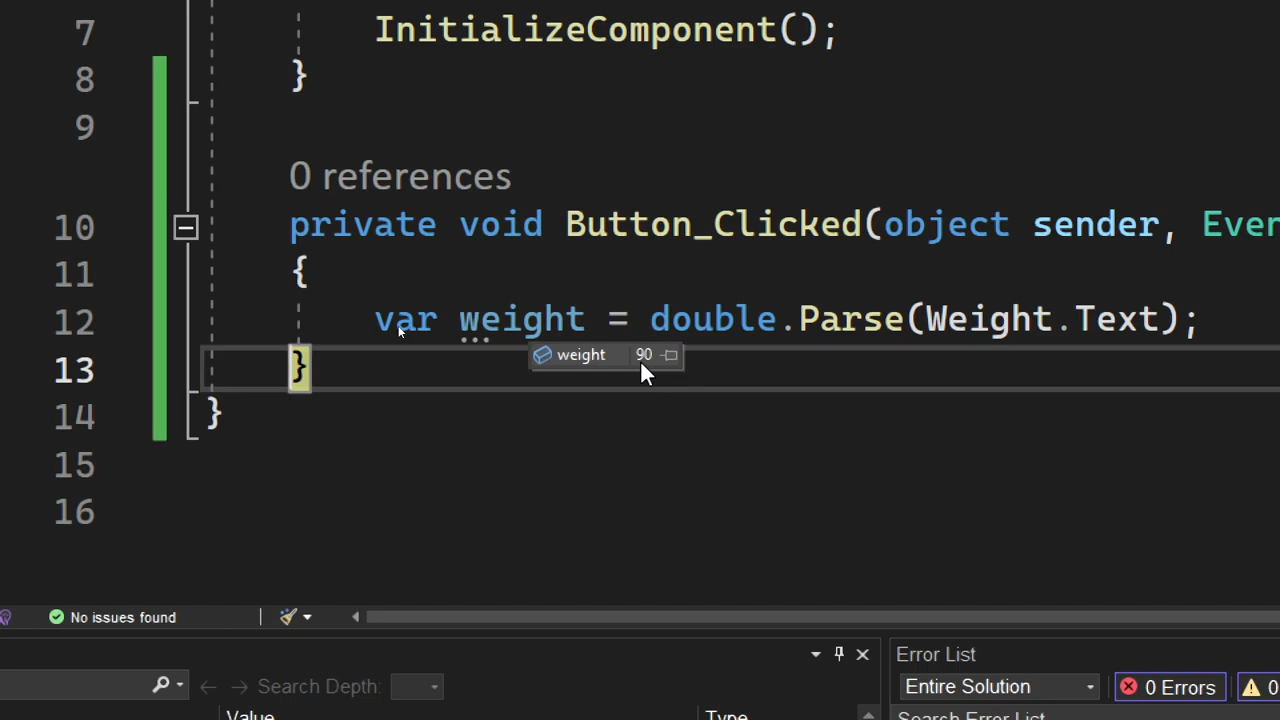 7 InitializeComponent();
8 }
9
0 references
10 private void Button_Clicked(object sender, Even
11 {
12 var weight = double.Parse(Weight.Text);
weight 90
13 }
14 }
15
16
No issues found
Search Depth:
Error List
Entire Solution 0 Errors 0
Value Type
Search Error List